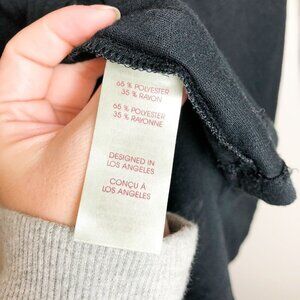 65 % POLYESTER
35 % RAYON
65 % POLYESTER
35 % RAYONNE
DESIGNED IN
LOS ANGELES
CONÇU À
LOS ANGELES